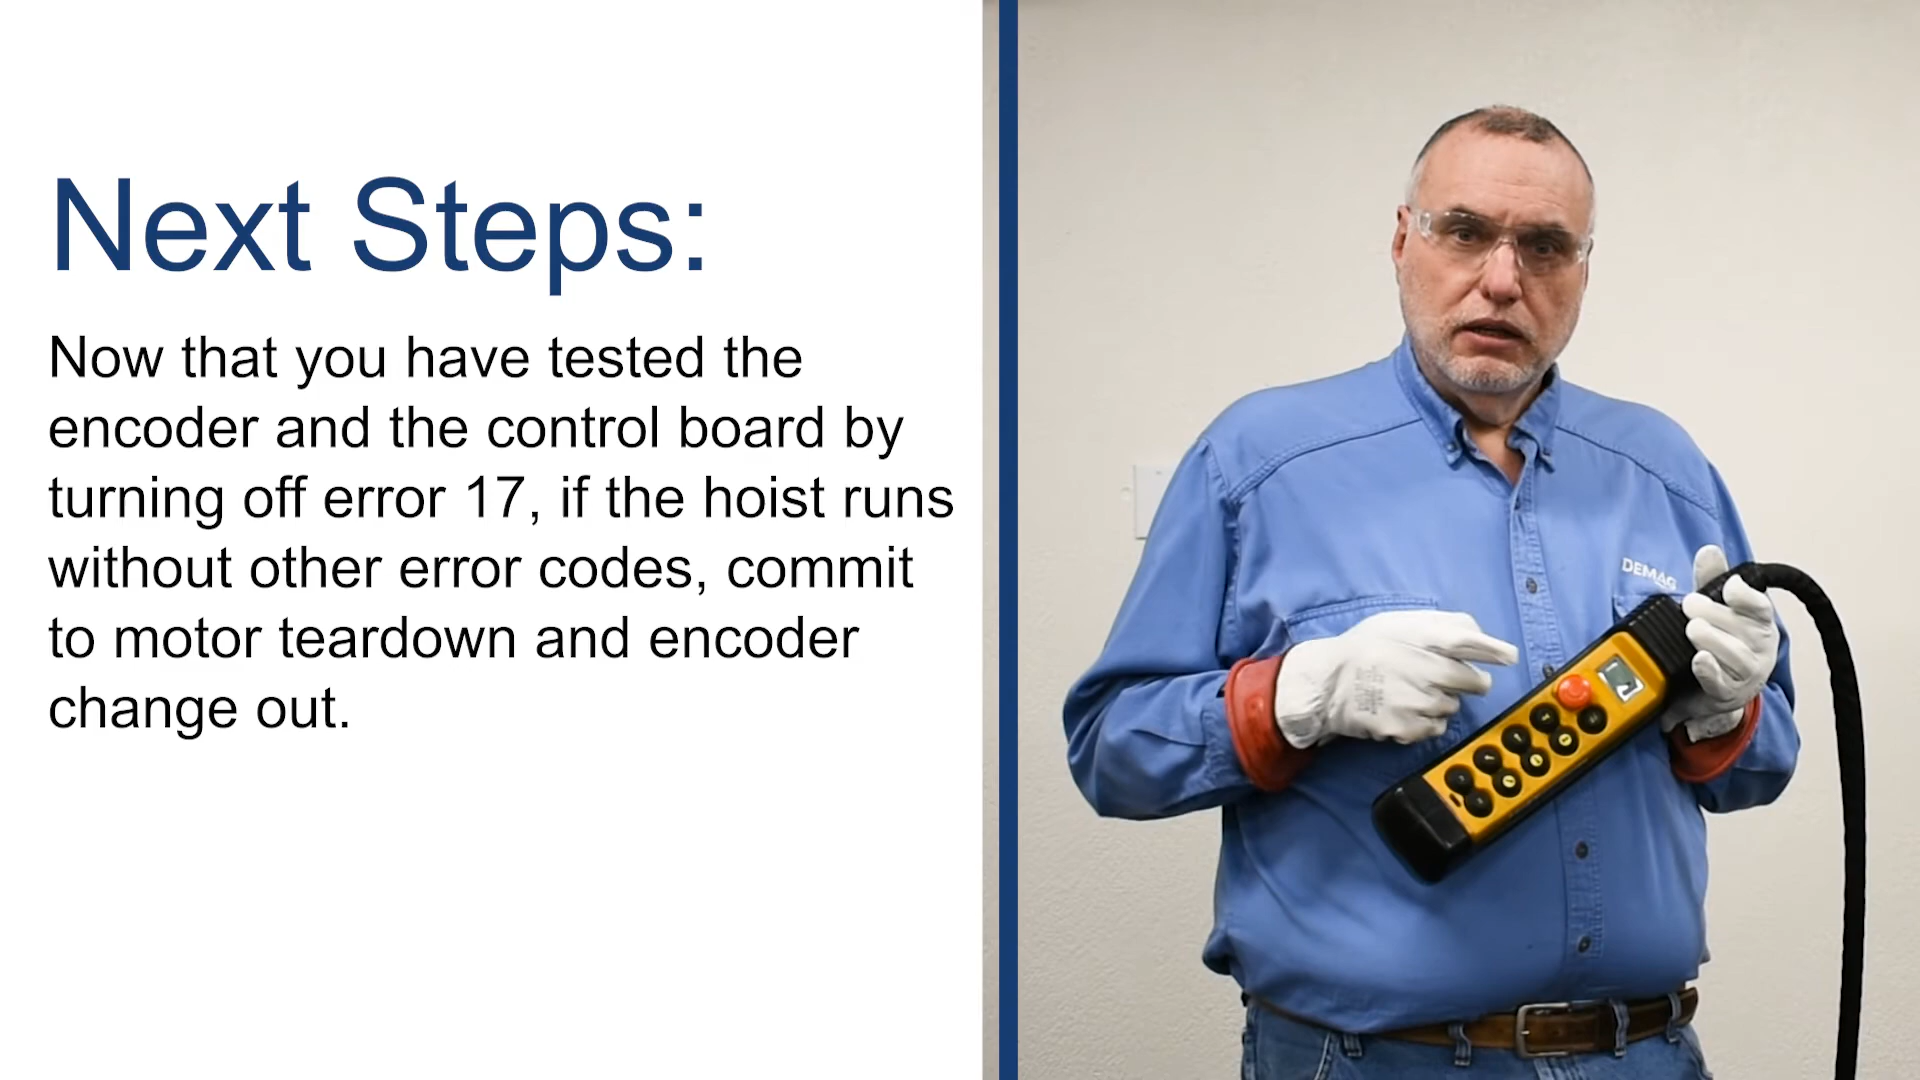 Next Steps:
Now that you have tested the
encoder and the control board by
turning off error 17, if the hoist runs
without other error codes, commit
to motor teardown and encoder
change out.
DEMAG